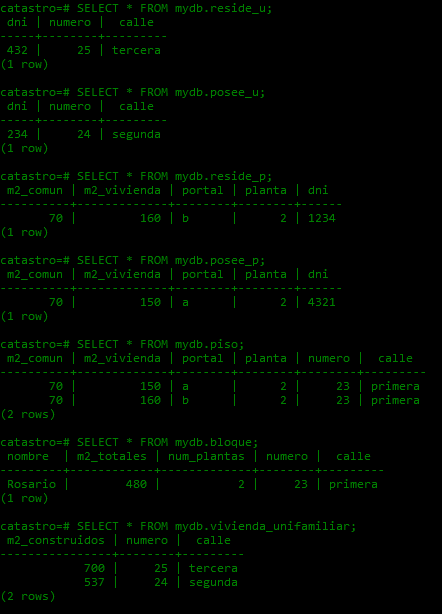 catastro=# SELECT * FROM mydb.reside_u;
 dni | numero |  calle
-----+--------+---------
 432 |     25 | tercera
(1 row)

catastro=# SELECT * FROM mydb.posee_u;
 dni | numero |  calle
-----+--------+---------
 234 |     24 | segunda
(1 row)

catastro=# SELECT * FROM mydb.reside_p;
 m2_comun | m2_vivienda | portal | planta | dni
----------+-------------+--------+--------+------
       70 |         160 | b      |      2 | 1234
(1 row)

catastro=# SELECT * FROM mydb.posee_p;
 m2_comun | m2_vivienda | portal | planta | dni
----------+-------------+--------+--------+------
       70 |         150 | a      |      2 | 4321
(1 row)

catastro=# SELECT * FROM mydb.piso;
 m2_comun | m2_vivienda | portal | planta | numero |  calle
----------+-------------+--------+--------+--------+---------
       70 |         150 | a      |      2 |     23 | primera
       70 |         160 | b      |      2 |     23 | primera
(2 rows)

catastro=# SELECT * FROM mydb.bloque;
 nombre  | m2_totales | num_plantas | numero |  calle
---------+------------+-------------+--------+---------
 Rosario |        480 |           2 |     23 | primera
(1 row)

catastro=# SELECT * FROM mydb.vivienda_unifamiliar;
 m2_construidos | numero |  calle
----------------+--------+---------
            700 |     25 | tercera
            537 |     24 | segunda
(2 rows)